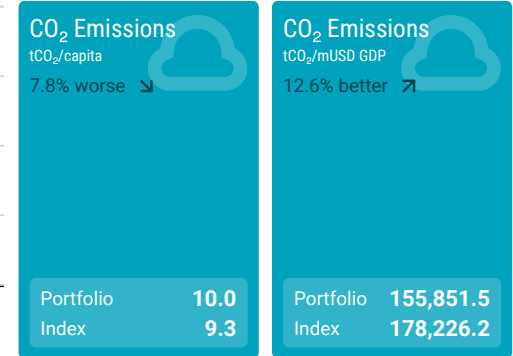 CO₂ Emissions
tCO₂/capita
7.8% worse
Portfolio 10.0
Index 9.3
CO₂ Emissions
tCO₂/mUSD GDP
12.6% better
Portfolio 155,851.5
Index 178,226.2